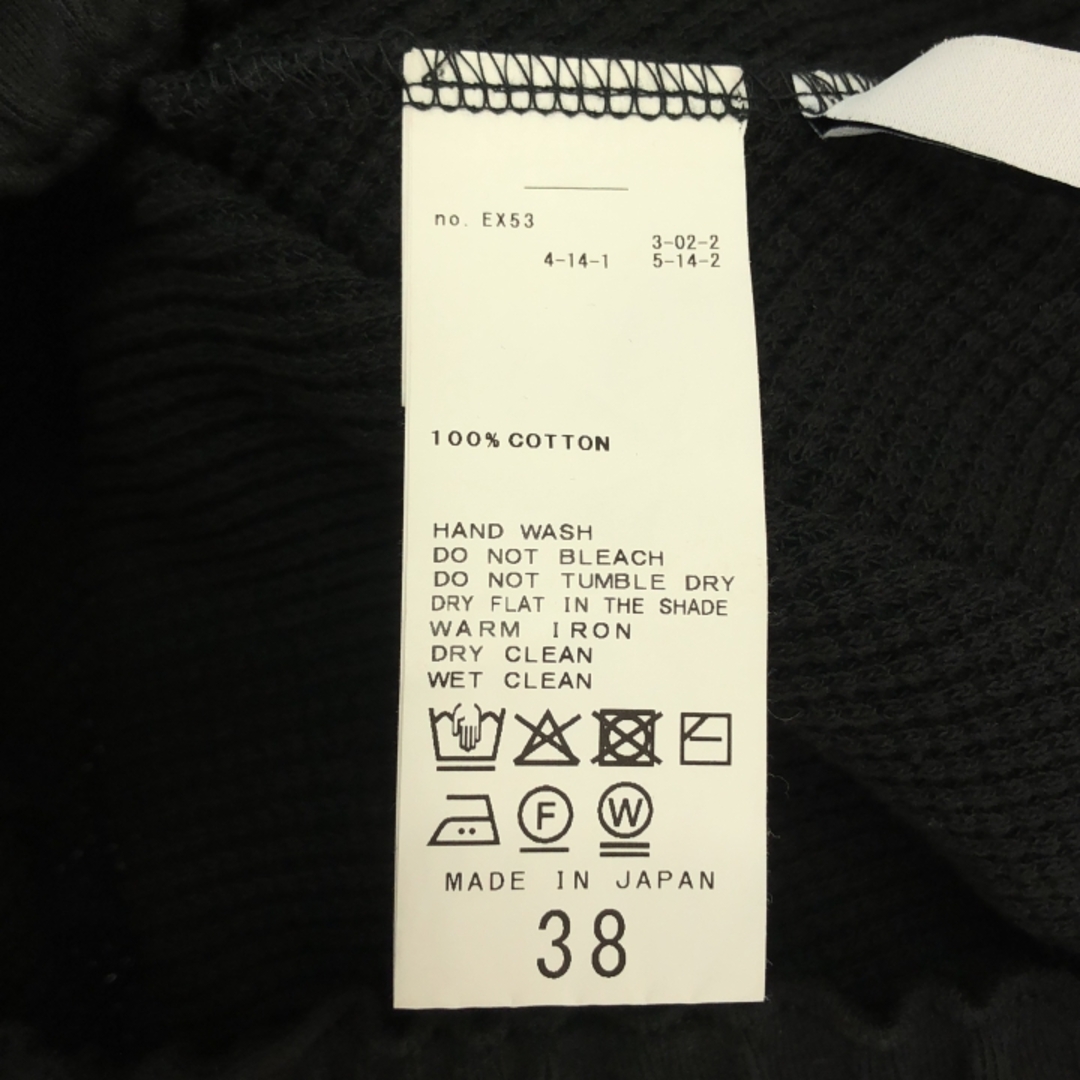 no. EX53
3-02-2
4-14-1 5-14-2
100% COTTON
HAND WASH
DO NOT BLEACH
DO NOT TUMBLE DRY
DRY FLAT IN THE SHADE
WARM IRON
DRY CLEAN
WET CLEAN
F W
MADE IN JAPAN
38